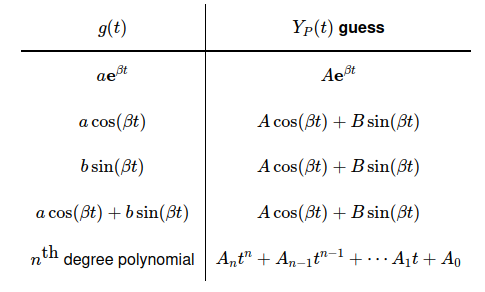 g(t) Y_P(t) guess
ae^{βt} Ae^{βt}
a cos(βt) A cos(βt) + B sin(βt)
b sin(βt) A cos(βt) + B sin(βt)
a cos(βt) + b sin(βt) A cos(βt) + B sin(βt)
n^{th} degree polynomial A_n t^n + A_{n−1} t^{n−1} + ⋯ A_1 t + A_0